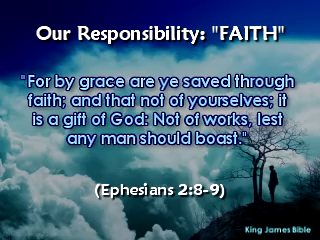 Our Responsibility: "FAITH"
"For by grace are ye saved through
faith; and that not of yourselves; it
is a gift of God: Not of works, lest
any man should boast."
(Ephesians 2:8-9)
King James Bible